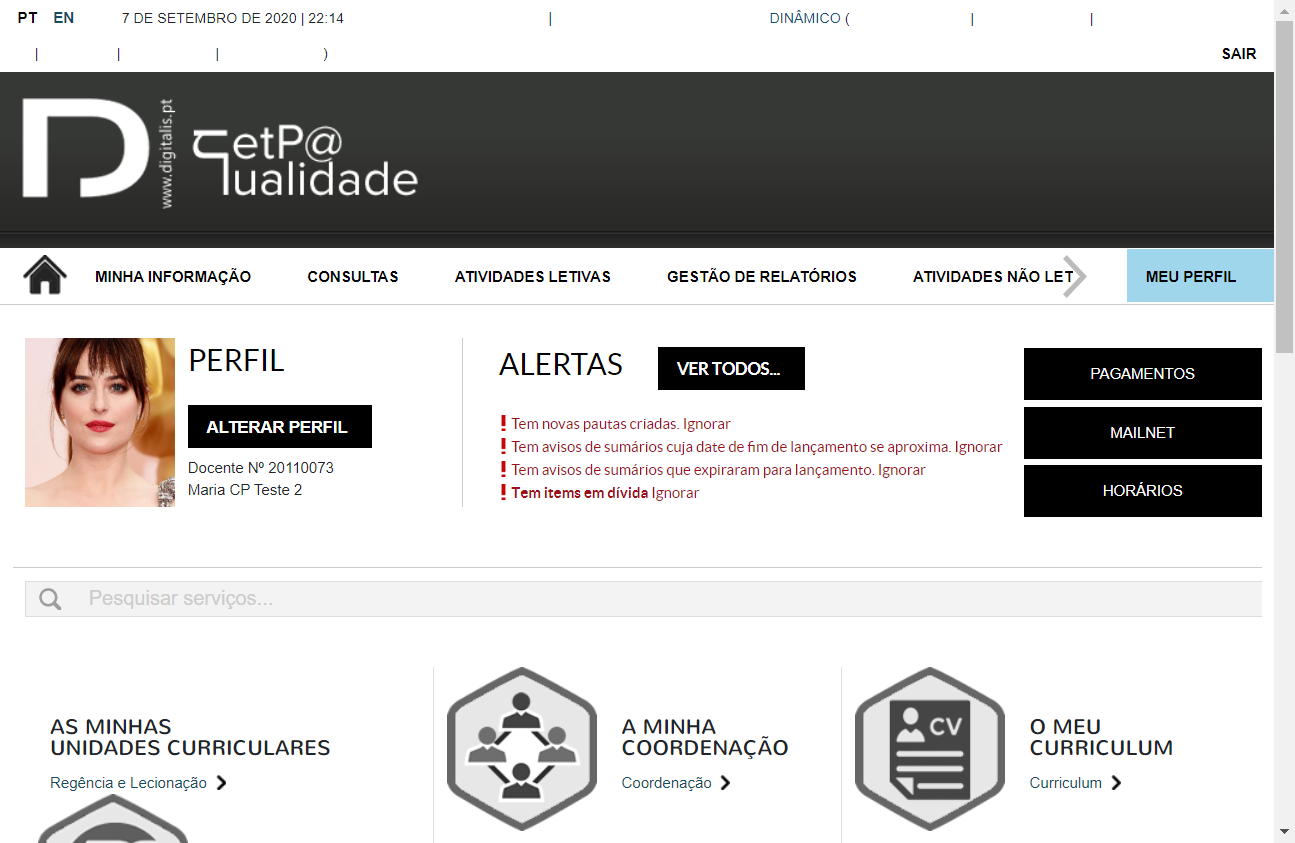 PT EN 7 DE SETEMBRO DE 2020 | 22:14 | DINÂMICO ( | |
| | | ) SAIR
www.digitalis.pt
netP@
qualidade
MINHA INFORMAÇÃO CONSULTAS ATIVIDADES LETIVAS GESTÃO DE RELATÓRIOS ATIVIDADES NÃO LET MEU PERFIL
PERFIL
ALTERAR PERFIL
Docente Nº 20110073
Maria CP Teste 2
ALERTAS VER TODOS...
Tem novas pautas criadas. Ignorar
Tem avisos de sumários cuja date de fim de lançamento se aproxima. Ignorar
Tem avisos de sumários que expiraram para lançamento. Ignorar
Tem items em dívida Ignorar
PAGAMENTOS
MAILNET
HORÁRIOS
Pesquisar serviços...
AS MINHAS
UNIDADES CURRICULARES
Regência e Lecionação
A MINHA
COORDENAÇÃO
Coordenação
CV
O MEU
CURRICULUM
Curriculum